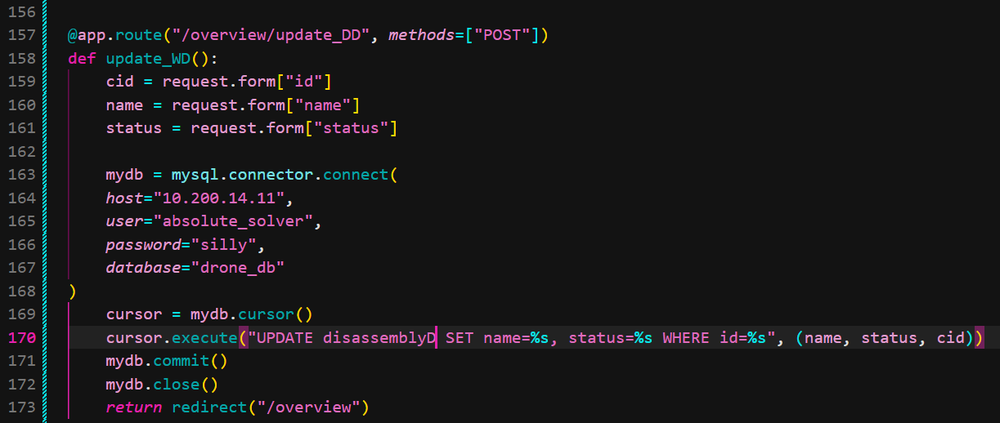 156
157 @app.route("/overview/update_DD", methods=["POST"])
158 def update_WD():
159     cid = request.form["id"]
160     name = request.form["name"]
161     status = request.form["status"]
162
163     mydb = mysql.connector.connect(
164     host="10.200.14.11",
165     user="absolute_solver",
166     password="silly",
167     database="drone_db"
168 )
169     cursor = mydb.cursor()
170     cursor.execute("UPDATE disassemblyD SET name=%s, status=%s WHERE id=%s", (name, status, cid))
171     mydb.commit()
172     mydb.close()
173     return redirect("/overview")